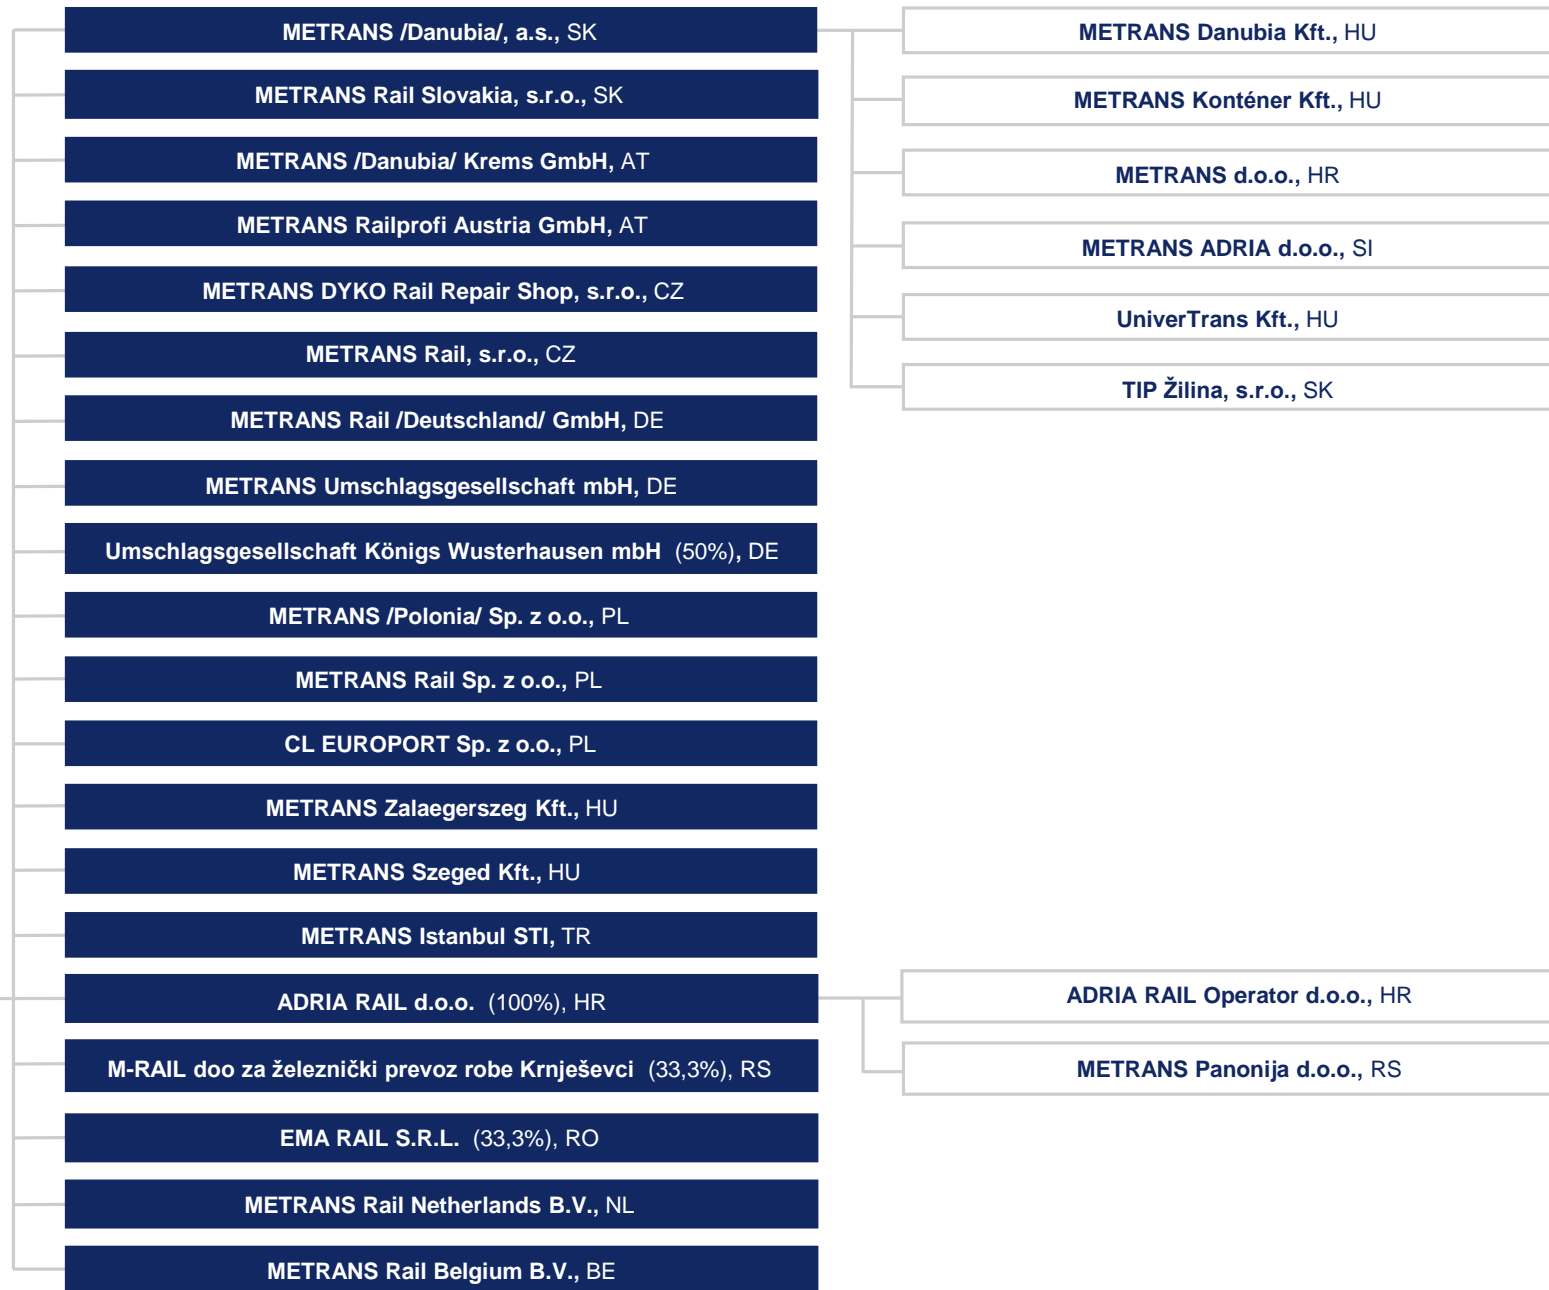 METRANS /Danubia/, a.s., SK
METRANS Rail Slovakia, s.r.o., SK
METRANS /Danubia/ Krems GmbH, AT
METRANS Railprofi Austria GmbH, AT
METRANS DYKO Rail Repair Shop, s.r.o., CZ
METRANS Rail, s.r.o., CZ
METRANS Rail /Deutschland/ GmbH, DE
METRANS Umschlagsgesellschaft mbH, DE
Umschlagsgesellschaft Königs Wusterhausen mbH (50%), DE
METRANS /Polonia/ Sp. z o.o., PL
METRANS Rail Sp. z o.o., PL
CL EUROPORT Sp. z o.o., PL
METRANS Zalaegerszeg Kft., HU
METRANS Szeged Kft., HU
METRANS Istanbul STI, TR
ADRIA RAIL d.o.o. (100%), HR
M-RAIL doo za železnički prevoz robe Krnješevci (33,3%), RS
EMA RAIL S.R.L. (33,3%), RO
METRANS Rail Netherlands B.V., NL
METRANS Rail Belgium B.V., BE
METRANS Danubia Kft., HU
METRANS Konténer Kft., HU
METRANS d.o.o., HR
METRANS ADRIA d.o.o., SI
UniverTrans Kft., HU
TIP Žilina, s.r.o., SK
ADRIA RAIL Operator d.o.o., HR
METRANS Panonija d.o.o., RS